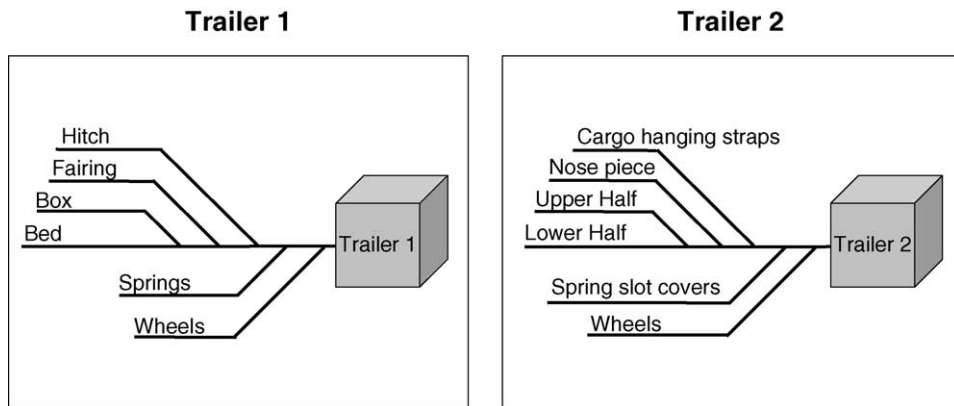 Trailer 1
Trailer 2
Hitch
Fairing
Box
Bed
Springs
Wheels
Trailer 1
Cargo hanging straps
Nose piece
Upper Half
Lower Half
Spring slot covers
Wheels
Trailer 2